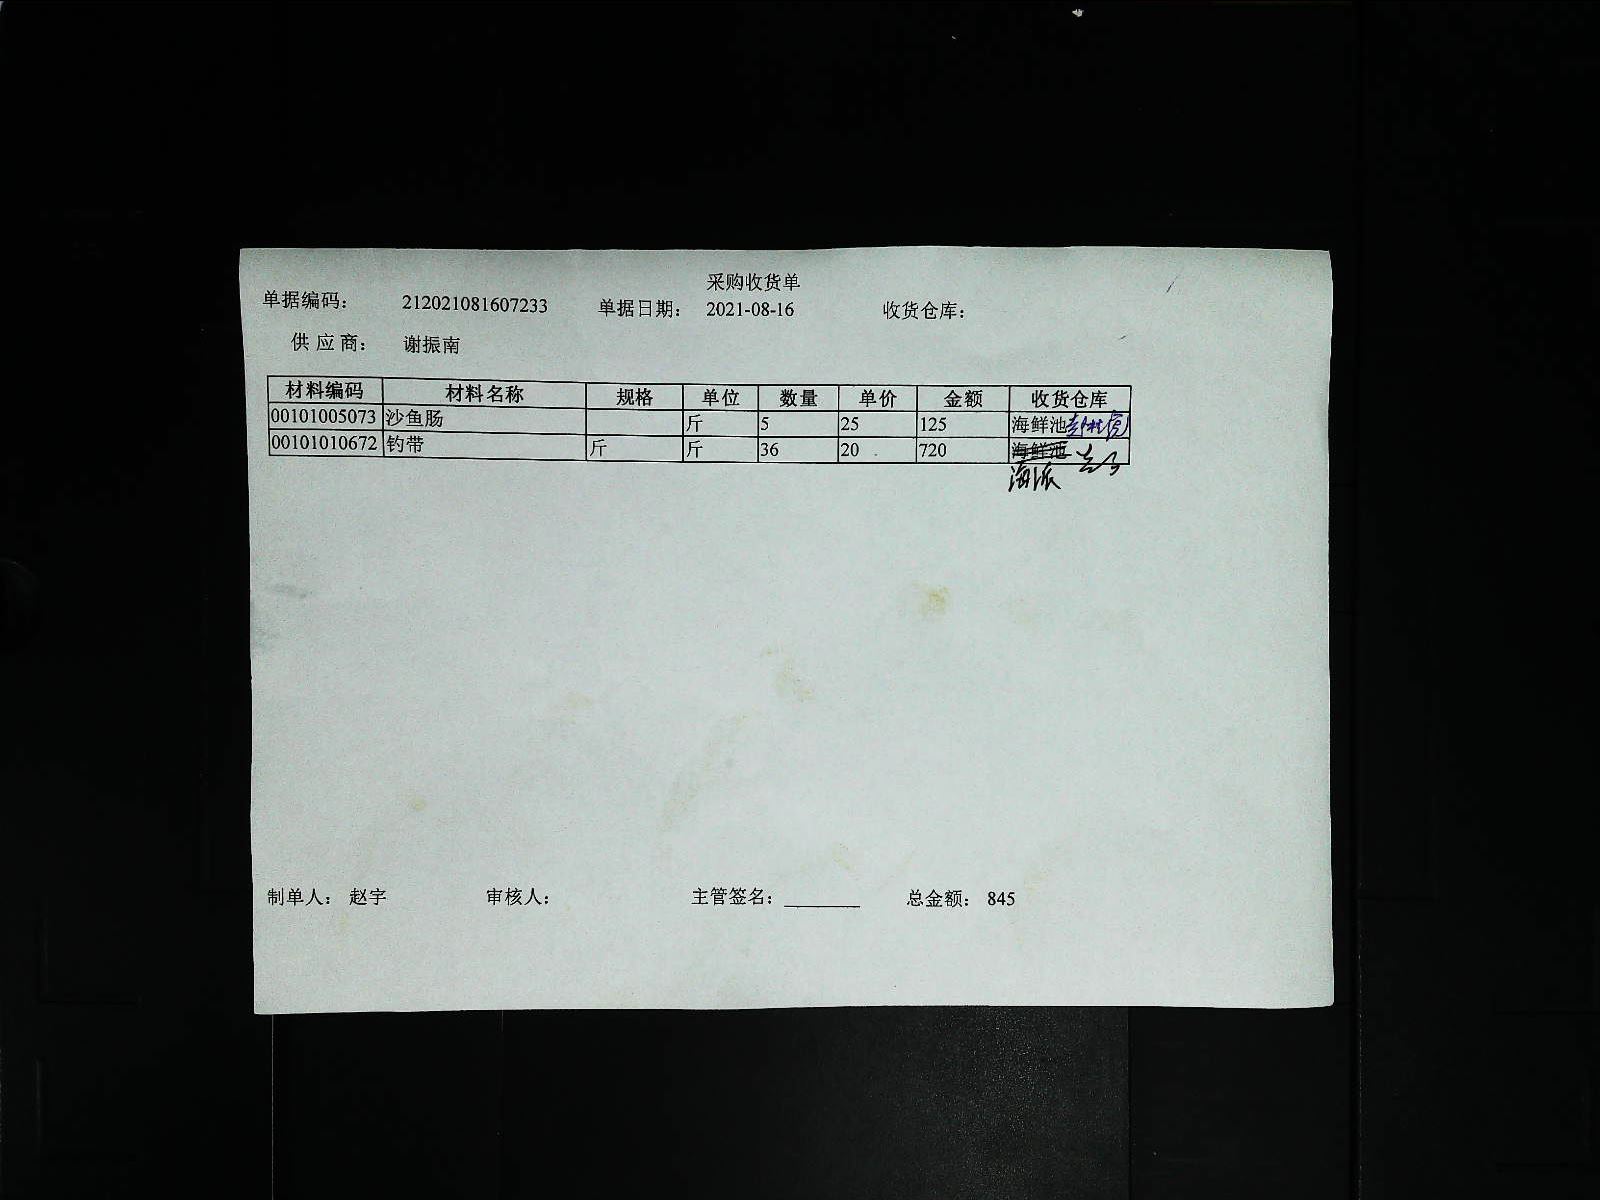 采购收货单
单据编码： 212021081607233 单据日期： 2021-08-16 收货仓库：
供应商： 谢振南
材料编码 材料名称 规格 单位 数量 单价 金额 收货仓库
00101005073 沙鱼肠 斤 5 25 125 海鲜池
00101010672 钓带 斤 斤 36 20 720 海鲜池
海派
制单人： 赵宇 审核人： 主管签名： 总金额： 845